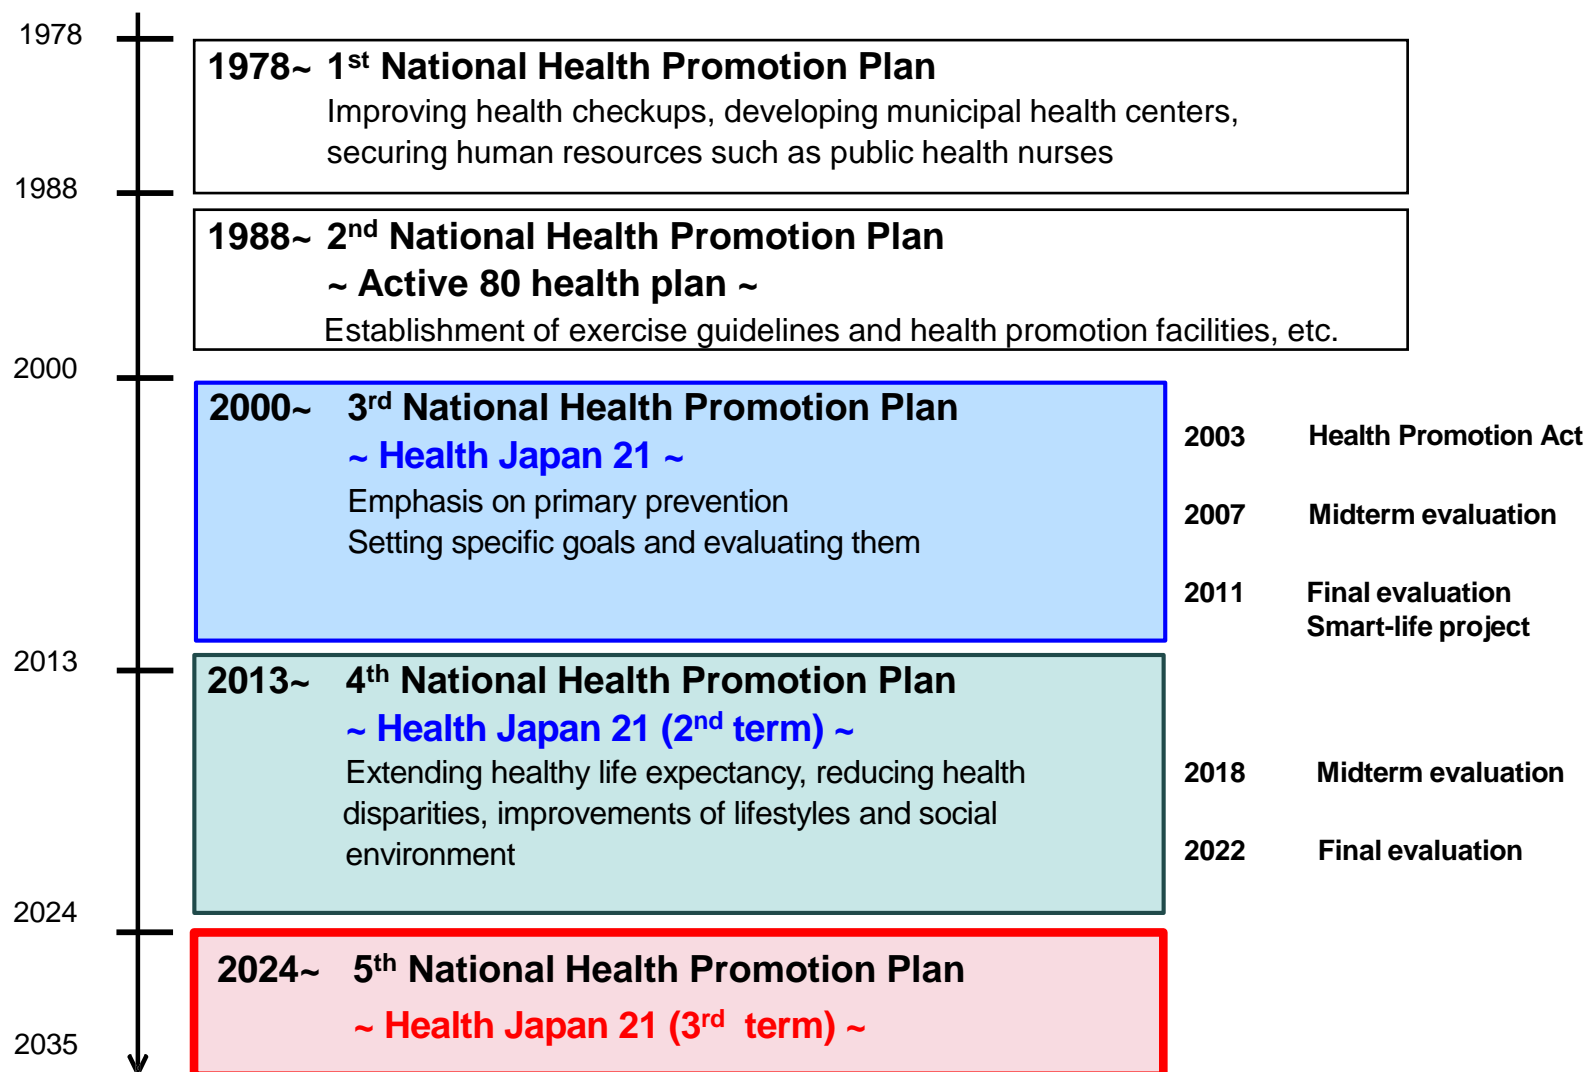 1978
1978~ 1st National Health Promotion Plan
Improving health checkups, developing municipal health centers,
securing human resources such as public health nurses
1988
1988~ 2nd National Health Promotion Plan
~ Active 80 health plan ~
Establishment of exercise guidelines and health promotion facilities, etc.
2000
2000~ 3rd National Health Promotion Plan
~ Health Japan 21 ~
Emphasis on primary prevention
Setting specific goals and evaluating them
2003 Health Promotion Act
2007 Midterm evaluation
2011 Final evaluation
Smart-life project
2013
2013~ 4th National Health Promotion Plan
~ Health Japan 21 (2nd term) ~
Extending healthy life expectancy, reducing health
disparities, improvements of lifestyles and social
environment
2018 Midterm evaluation
2022 Final evaluation
2024
2024~ 5th National Health Promotion Plan
~ Health Japan 21 (3rd term) ~
2035